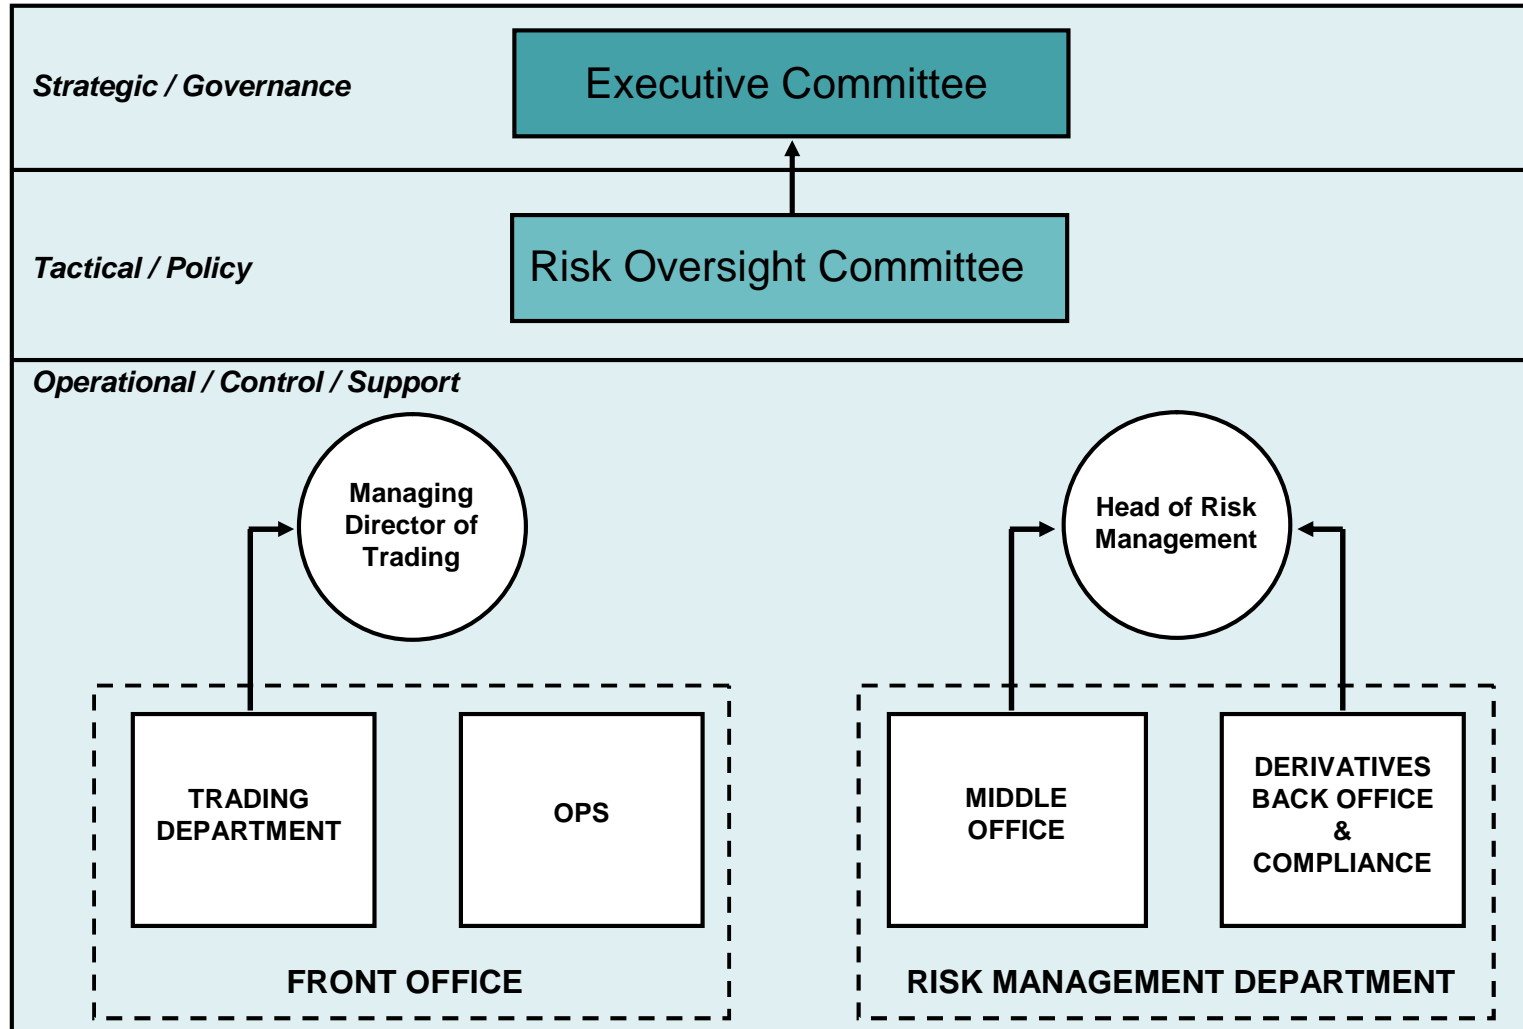 Strategic / Governance
Executive Committee
Tactical / Policy
Risk Oversight Committee
Operational / Control / Support
Managing
Director of
Trading
Head of Risk
Management
TRADING
DEPARTMENT
OPS
MIDDLE
OFFICE
DERIVATIVES
BACK OFFICE
&
COMPLIANCE
FRONT OFFICE
RISK MANAGEMENT DEPARTMENT